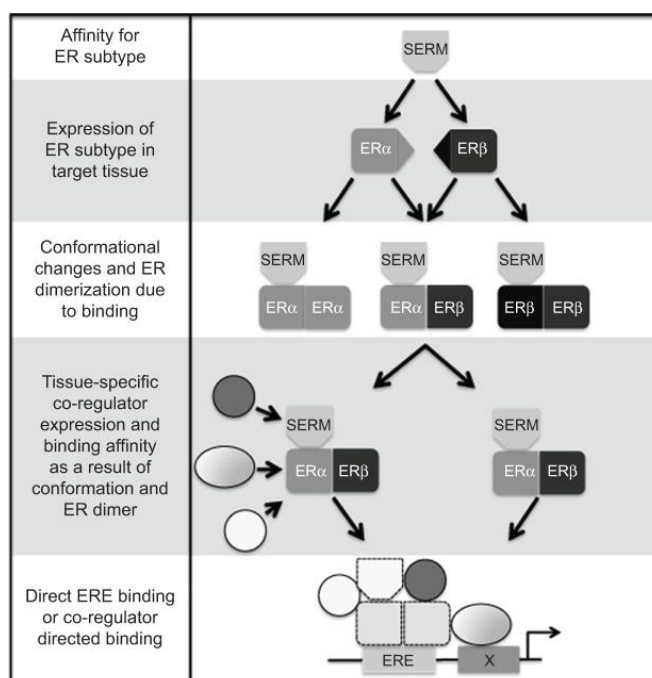 Affinity for
ER subtype
SERM
Expression of
ER subtype in
target tissue
ERα
ERβ
Conformational
changes and ER
dimerization due
to binding
SERM
SERM
SERM
ERα ERα
ERα ERβ
ERβ ERβ
Tissue-specific
co-regulator
expression and
binding affinity
as a result of
conformation and
ER dimer
SERM
SERM
ERα ERβ
ERα ERβ
Direct ERE binding
or co-regulator
directed binding
ERE
X